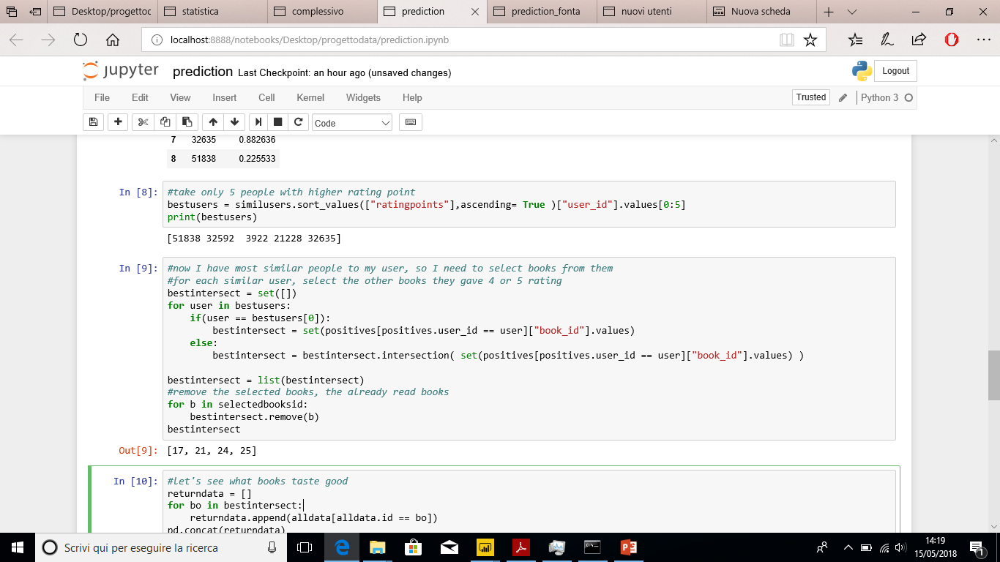 Desktop/progettoc statistica complessivo prediction prediction_fonta nuovi utenti Nuova scheda
localhost:8888/notebooks/Desktop/progettodata/prediction.ipynb
jupyter prediction Last Checkpoint: an hour ago (unsaved changes) Logout
File Edit View Insert Cell Kernel Widgets Help Trusted Python 3
Code
7 32635 0.882636
8 51838 0.225533
In [8]: #take only 5 people with higher rating point
bestusers = similusers.sort_values(["ratingpoints"],ascending= True )["user_id"].values[0:5]
print(bestusers)
[51838 32592  3922 21228 32635]
In [9]: #now I have most similar people to my user, so I need to select books from them
#for each similar user, select the other books they gave 4 or 5 rating
bestintersect = set([])
for user in bestusers:
    if(user == bestusers[0]):
        bestintersect = set(positives[positives.user_id == user]["book_id"].values)
    else:
        bestintersect = bestintersect.intersection( set(positives[positives.user_id == user]["book_id"].values) )
bestintersect = list(bestintersect)
#remove the selected books, the already read books
for b in selectedbooksid:
    bestintersect.remove(b)
bestintersect
Out[9]: [17, 21, 24, 25]
In [10]: #let's see what books taste good
returndata = []
for bo in bestintersect:
    returndata.append(alldata[alldata.id == bo])
pd.concat(returndata)
Scrivi qui per eseguire la ricerca
14:19
15/05/2018
1